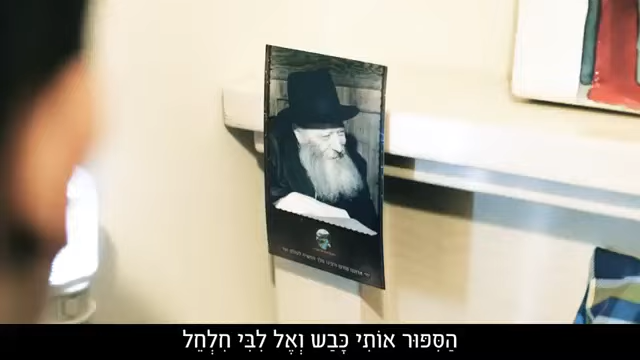 הַסִּפּוּר אוֹתִי כָּבַש וְאֶל לִבִּי חִלְחֵל